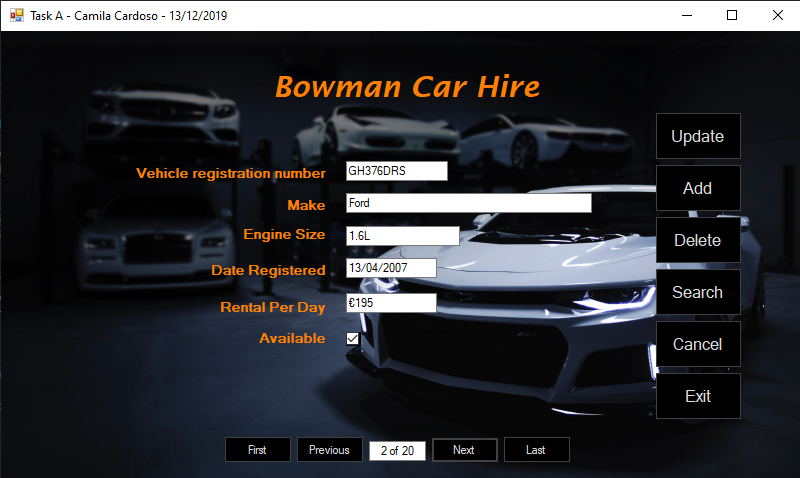 Task A - Camila Cardoso - 13/12/2019
Bowman Car Hire
Vehicle registration number GH376DRS
Make Ford
Engine Size 1.6L
Date Registered 13/04/2007
Rental Per Day €195
Available
Update
Add
Delete
Search
Cancel
Exit
First Previous 2 of 20 Next Last